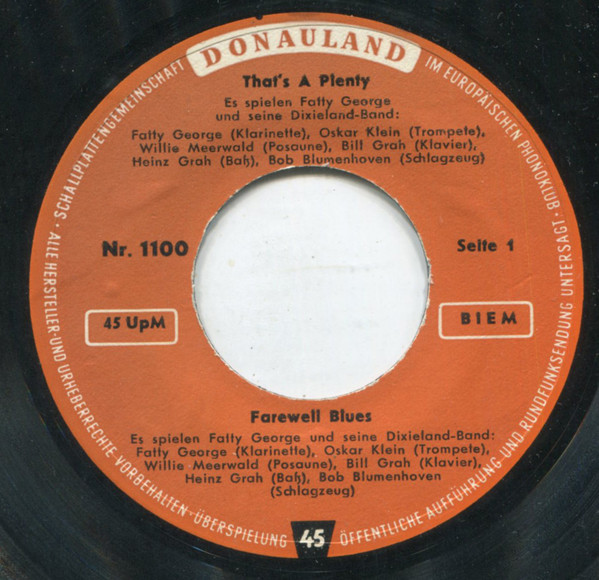 DONAULAND
SCHALLPLATTENGEMEINSCHAFT
IM EUROPÄISCHEN PHONOKLUB ·
That's A Plenty
Es spielen Fatty George
und seine Dixieland-Band:
Fatty George (Klarinette), Oskar Klein (Trompete),
Willie Meerwald (Posaune), Bill Grah (Klavier),
Heinz Grah (Baß), Bob Blumenhoven (Schlagzeug)
Nr. 1100
Seite 1
45 UpM
BIEM
Farewell Blues
Es spielen Fatty George und seine Dixieland-Band:
Fatty George (Klarinette), Oskar Klein (Trompete),
Willie Meerwald (Posaune), Bill Grah (Klavier),
Heinz Grah (Baß), Bob Blumenhoven
(Schlagzeug)
· ALLE HERSTELLER-UND URHEBERRECHTE VORBEHALTEN · ÜBERSPIELUNG
45
ÖFFENTLICHE AUFFÜHRUNG UND RUNDFUNKSENDUNG UNTERSAGT ·